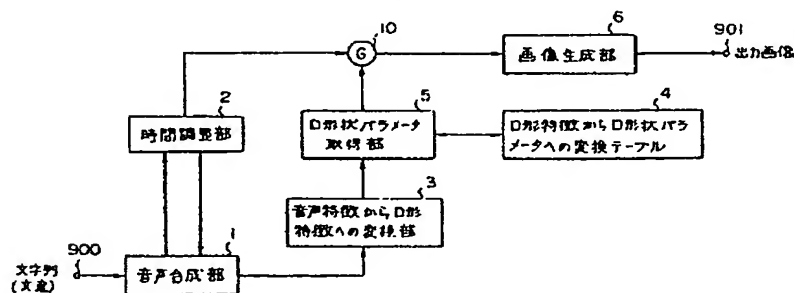 901
6
10
画像生成部
出力画像
G
2
5
4
時間調整部
口形状パラメータ
取得部
口形特徴から口形状パラ
メータへの変換テーブル
3
音声特徴から口形
特徴への変換部
900
1
文字列
(文章)
音声合成部